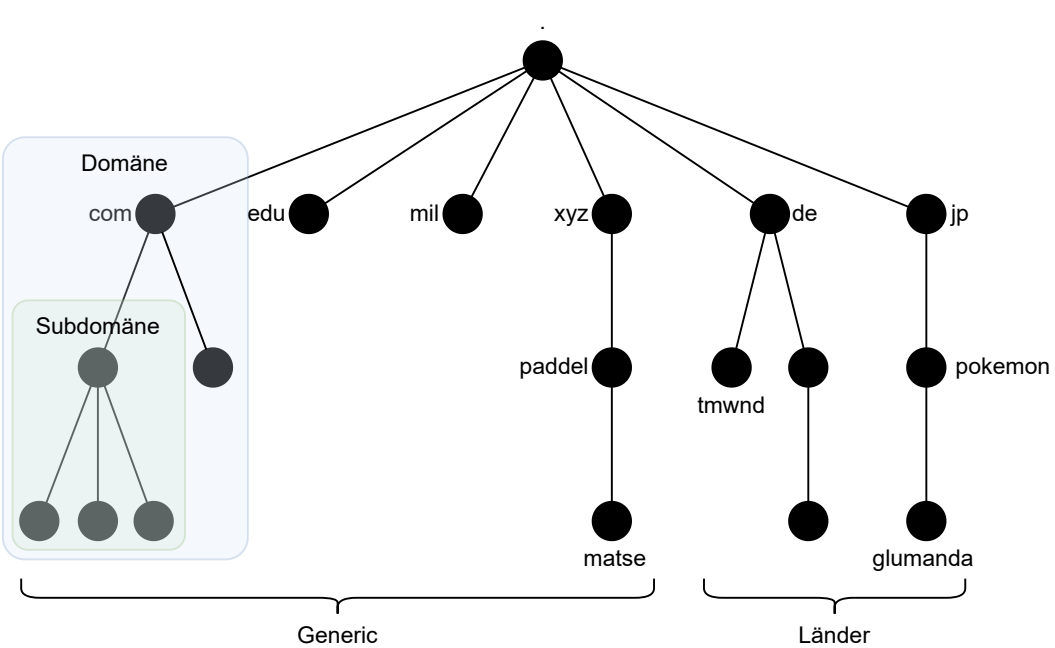 .
Domäne
com
edu
mil
xyz
de
jp
Subdomäne
paddel
pokemon
tmwnd
matse
glumanda
Generic
Länder